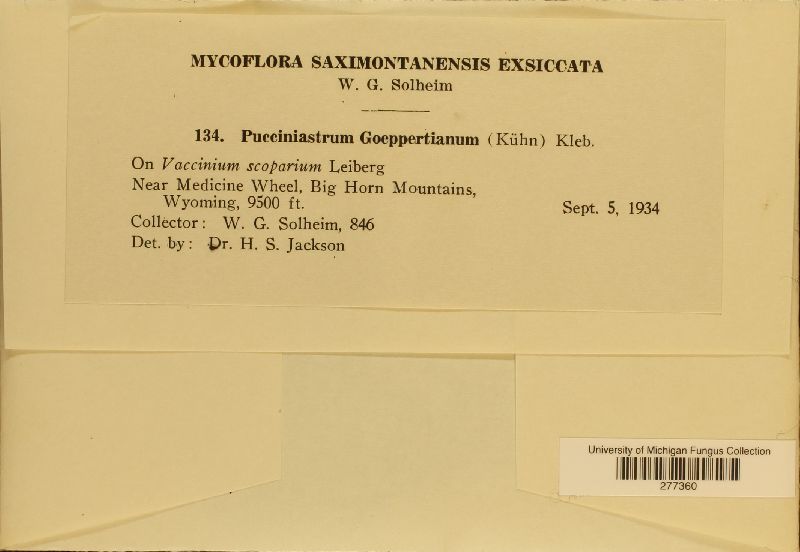 MYCOFLORA SAXIMONTANENSIS EXSICCATA
W. G. Solheim
134. Pucciniastrum Goeppertianum (Kühn) Kleb.
On Vaccinium scoparium Leiberg
Near Medicine Wheel, Big Horn Mountains,
Wyoming, 9500 ft.
Sept. 5, 1934
Collector: W. G. Solheim, 846
Det. by: Dr. H. S. Jackson
University of Michigan Fungus Collection
277360